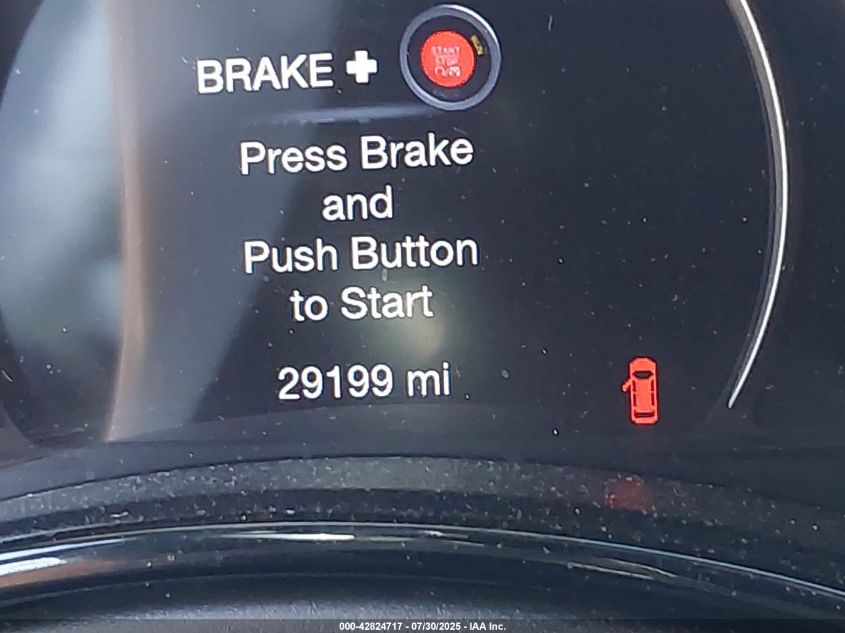 BRAKE +
START
STOP
RUN
Press Brake
and
Push Button
to Start
29199 mi
000-42824717 - 07/30/2025 - IAA Inc.